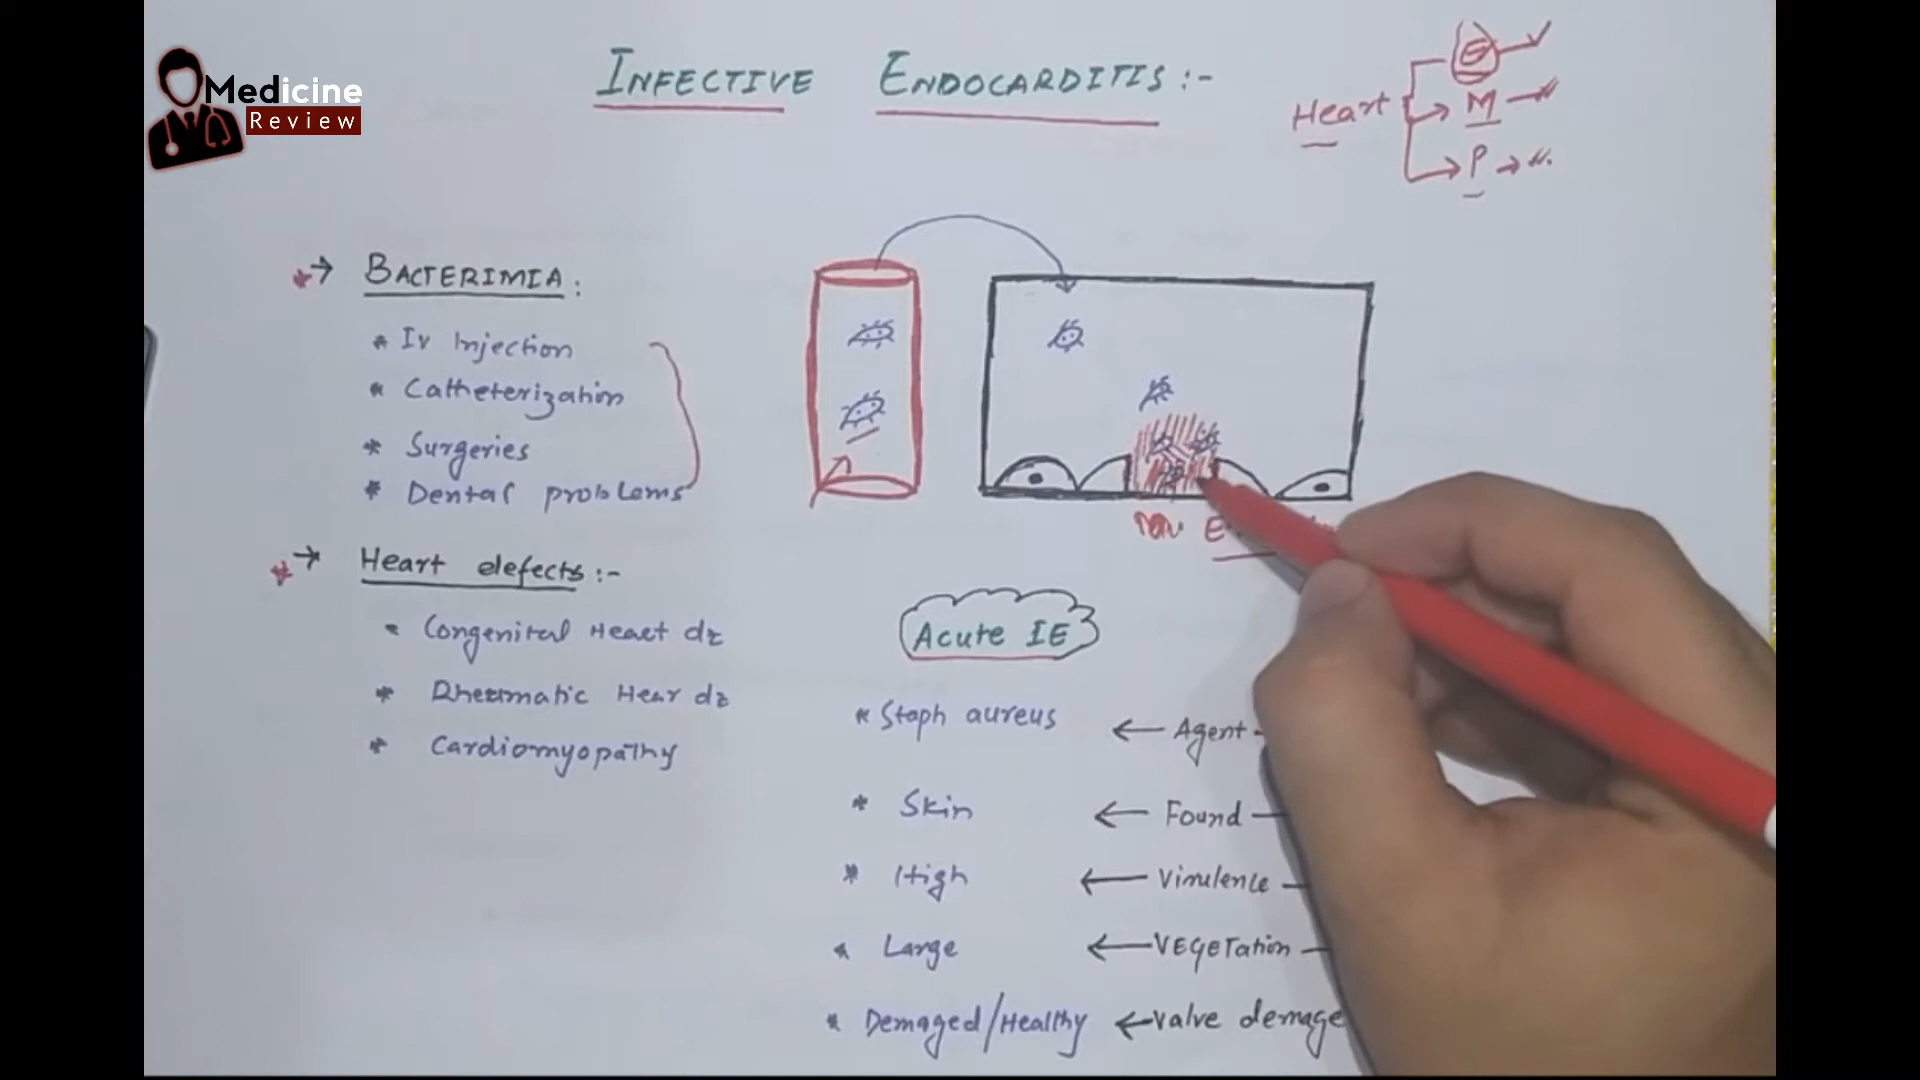 Medicine
Review
INFECTIVE ENDOCARDITIS:-
Heart
E
M
P
BACTERIMIA:
* IV Injection
* Catheterization
* Surgeries
* Dental problems
Heart defects:-
* Congenital Heart dz
* Rheumatic Hear dz
* Cardiomyopathy
Acute IE
* Staph aureus ← Agent
* Skin ← Found
* High ← Virulence
* Large ← VEGETation
* Demaged/Healthy ← valve demage